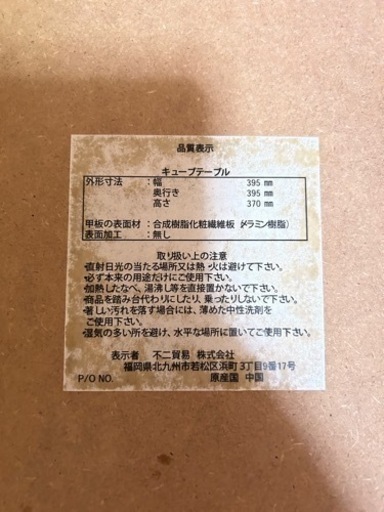 品質表示
キューブテーブル
外形寸法 : 幅 395 mm
奥行き 395 mm
高さ 370 mm
甲板の表面材 : 合成樹脂化粧繊維板 (メラミン樹脂)
表面加工 : 無し
取り扱い上の注意
•直射日光の当たる場所又は熱・火は避けて下さい。
•必ず本来の用途だけにご使用下さい。
•加熱したなべ、湯沸し等を直接置かないで下さい。
•商品を踏み台代わりにしたり、乗ったりしないで下さい。
•著しい汚れを落とす場合には、薄めた中性洗剤を
ご使用下さい。
•湿気の多い所を避け、水平な場所に置いてご使用下さい。
表示者 不二貿易 株式会社
福岡県北九州市若松区浜町3丁目9番17号
P/O NO. 原産国 中国